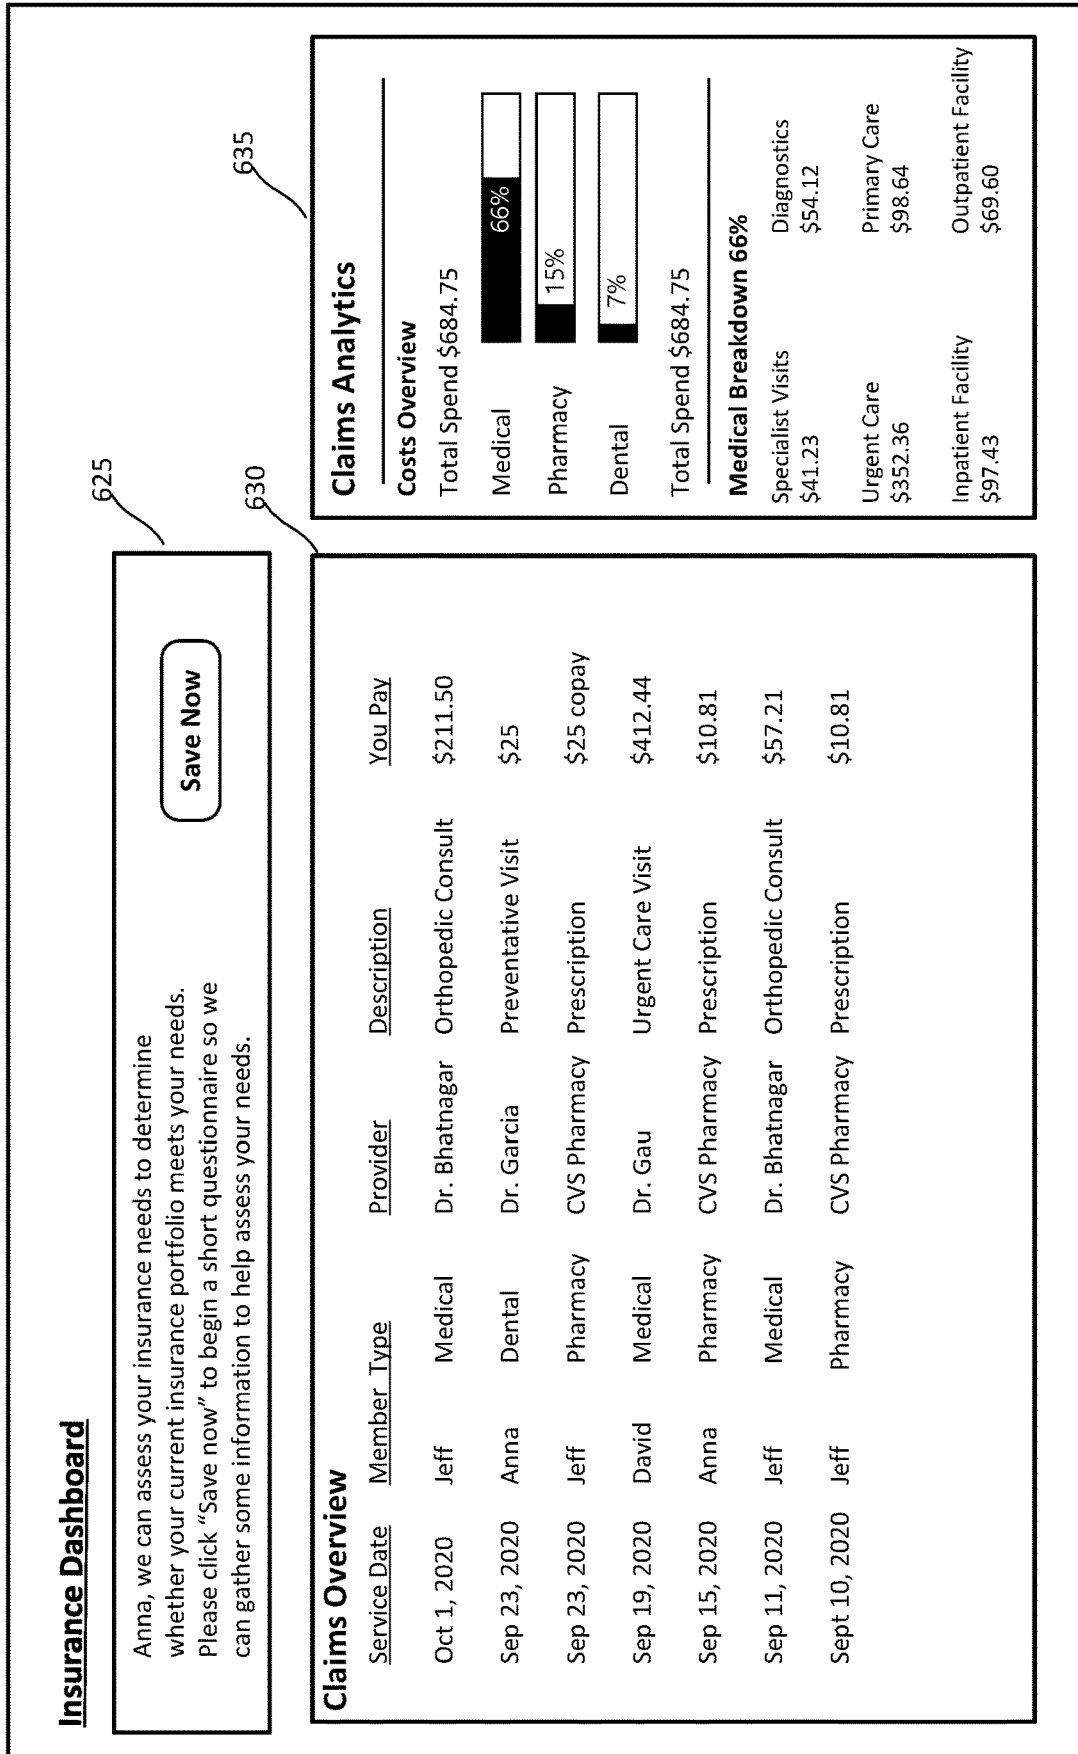 Insurance Dashboard
Anna, we can assess your insurance needs to determine
whether your current insurance portfolio meets your needs.
Please click “Save now” to begin a short questionnaire so we
can gather some information to help assess your needs.
Save Now
625
630
Claims Overview
Service Date Member Type Provider Description You Pay
Oct 1, 2020 Jeff Medical Dr. Bhatnagar Orthopedic Consult $211.50
Sep 23, 2020 Anna Dental Dr. Garcia Preventative Visit $25
Sep 23, 2020 Jeff Pharmacy CVS Pharmacy Prescription $25 copay
Sep 19, 2020 David Medical Dr. Gau Urgent Care Visit $412.44
Sep 15, 2020 Anna Pharmacy CVS Pharmacy Prescription $10.81
Sep 11, 2020 Jeff Medical Dr. Bhatnagar Orthopedic Consult $57.21
Sept 10, 2020 Jeff Pharmacy CVS Pharmacy Prescription $10.81
635
Claims Analytics
Costs Overview
Total Spend $684.75
Medical 66%
Pharmacy 15%
Dental 7%
Total Spend $684.75
Medical Breakdown 66%
Specialist Visits Diagnostics
$41.23 $54.12
Urgent Care Primary Care
$352.36 $98.64
Inpatient Facility Outpatient Facility
$97.43 $69.60